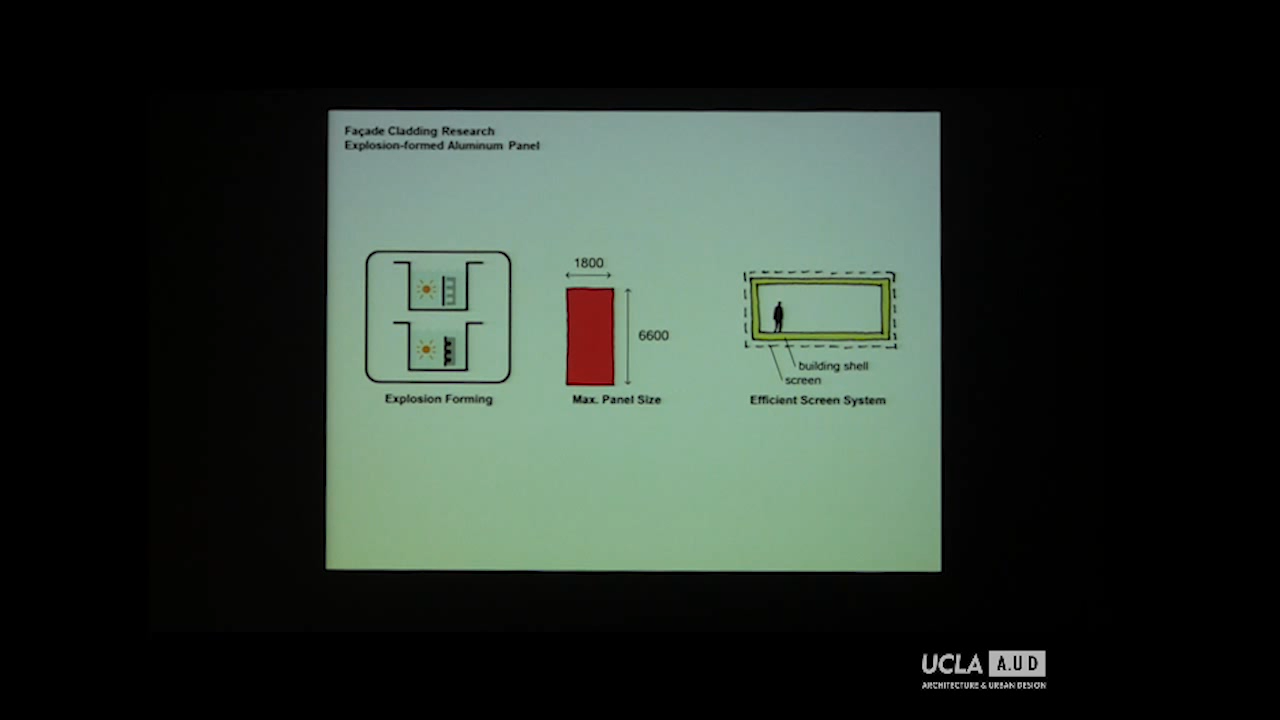 Façade Cladding Research
Explosion-formed Aluminum Panel
1800
6600
building shell
screen
Explosion Forming
Max. Panel Size
Efficient Screen System
UCLA A.U D
ARCHITECTURE & URBAN DESIGN